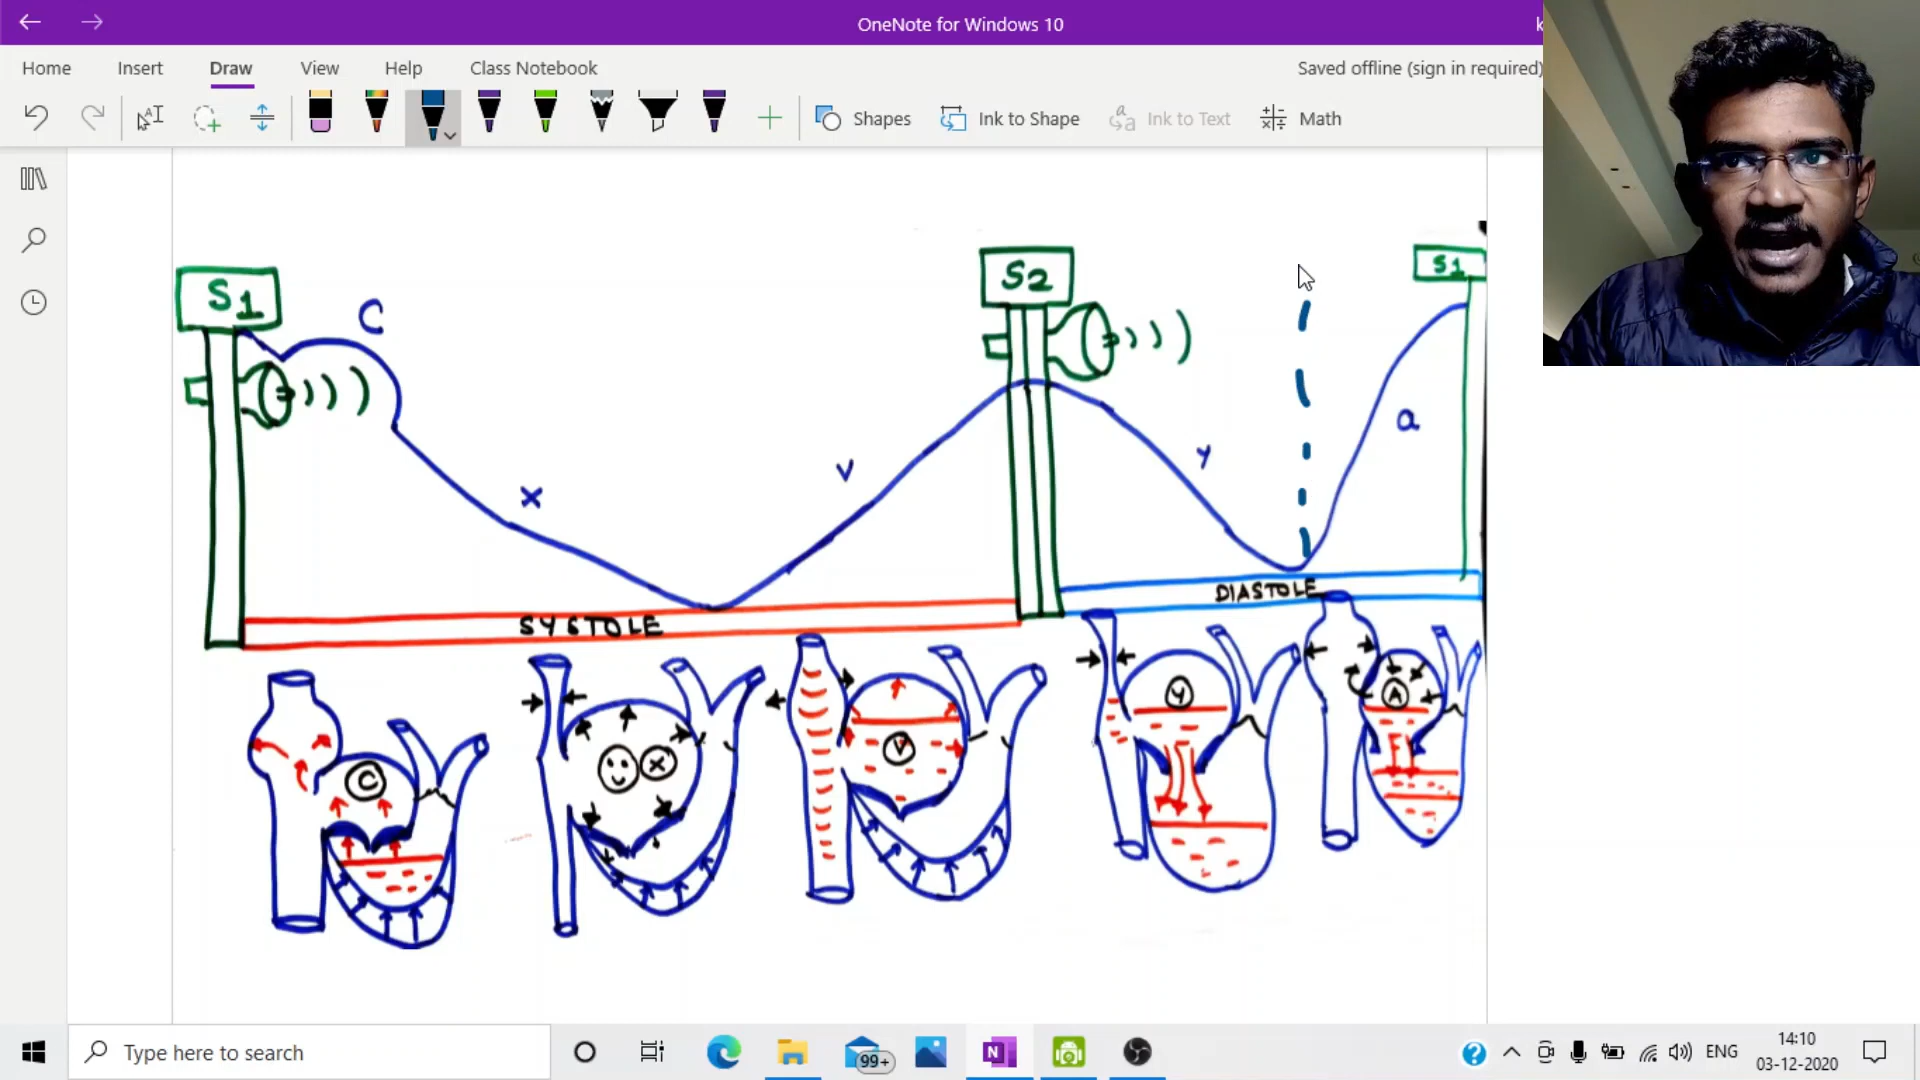 OneNote for Windows 10
k
Home Insert Draw View Help Class Notebook Saved offline (sign in required)
Shapes Ink to Shape Ink to Text Math
S1 C S2 S1
x v y a
SYSTOLE DIASTOLE
C x V Y A
Type here to search 99+ ENG 14:10
03-12-2020